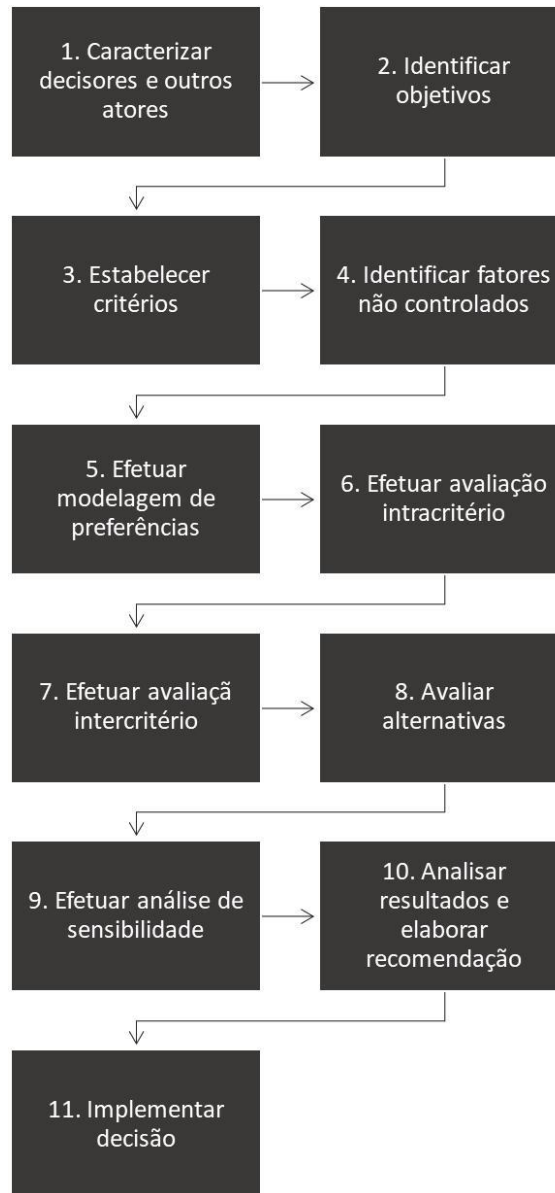 1. Caracterizar
decisores e outros
atores
2. Identificar
objetivos
3. Estabelecer
critérios
4. Identificar fatores
não controlados
5. Efetuar
modelagem de
preferências
6. Efetuar avaliação
intracritério
7. Efetuar avaliaçã
intercritério
8. Avaliar
alternativas
9. Efetuar análise de
sensibilidade
10. Analisar
resultados e
elaborar
recomendação
11. Implementar
decisão